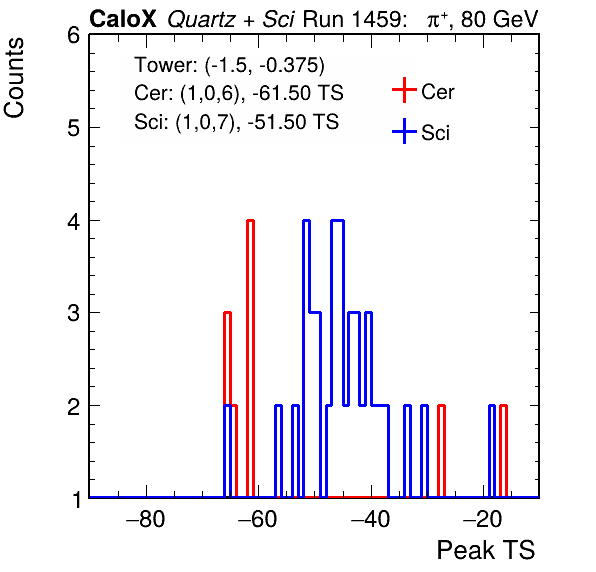 CaloX Quartz + Sci Run 1459: π⁺, 80 GeV
Counts
Tower: (-1.5, -0.375)
Cer: (1,0,6), -61.50 TS
Sci: (1,0,7), -51.50 TS
Cer
Sci
6
5
4
3
2
1
−80 −60 −40 −20
Peak TS